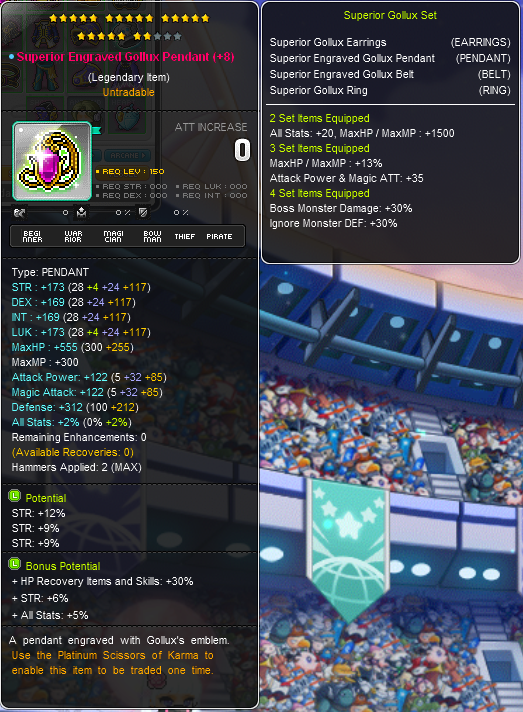 Superior Engraved Gollux Pendant (+8)
(Legendary Item)
Untradable
ATT INCREASE
0
REQ LEV : 150
REQ STR : 000
REQ LUK : 000
REQ DEX : 000
REQ INT : 000
0
0 %
0 %
BEGINNER
WARRIOR
MAGICIAN
BOWMAN
THIEF
PIRATE
Type: PENDANT
STR : +173 (28 +4 +24 +117)
DEX : +169 (28 +24 +117)
INT : +169 (28 +24 +117)
LUK : +173 (28 +4 +24 +117)
MaxHP : +555 (300 +255)
MaxMP : +300
Attack Power: +122 (5 +32 +85)
Magic Attack: +122 (5 +32 +85)
Defense: +312 (100 +212)
All Stats: +2% (0% +2%)
Remaining Enhancements: 0
(Available Recoveries: 0)
Hammers Applied: 2 (MAX)
L Potential
STR: +12%
STR: +9%
STR: +9%
L Bonus Potential
+ HP Recovery Items and Skills: +30%
+ STR: +6%
+ All Stats: +5%
A pendant engraved with Gollux's emblem.
Use the Platinum Scissors of Karma to
enable this item to be traded one time.
Superior Gollux Set
Superior Gollux Earrings (EARRINGS)
Superior Engraved Gollux Pendant (PENDANT)
Superior Engraved Gollux Belt (BELT)
Superior Gollux Ring (RING)
2 Set Items Equipped
All Stats: +20, MaxHP / MaxMP : +1500
3 Set Items Equipped
MaxHP / MaxMP : +13%
Attack Power & Magic ATT: +35
4 Set Items Equipped
Boss Monster Damage: +30%
Ignore Monster DEF: +30%